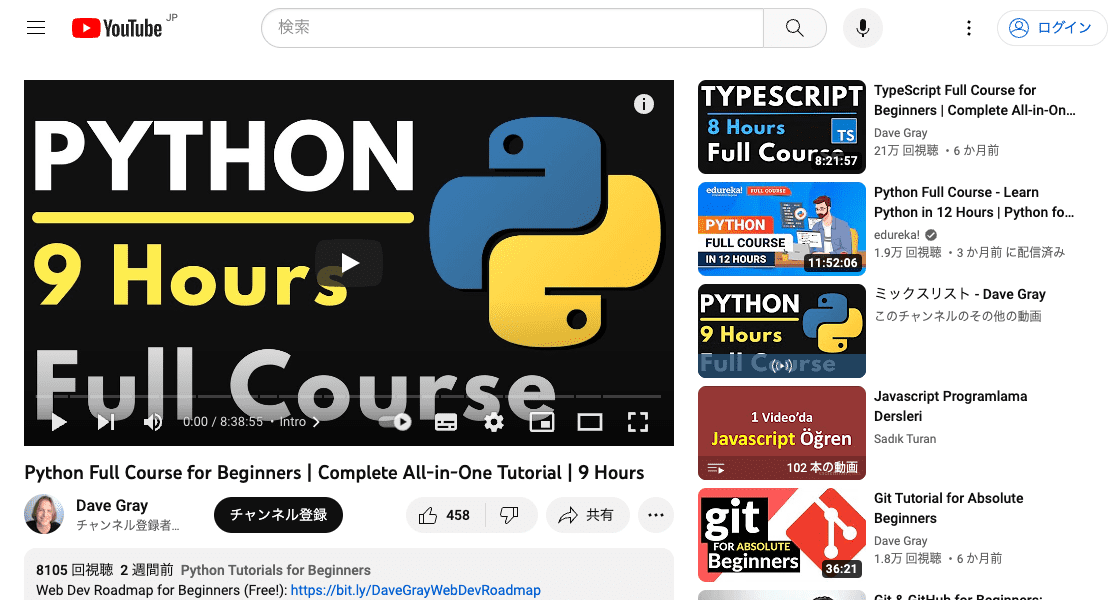 YouTube JP
検索
ログイン
PYTHON
9 Hours
Full Course
0:00 / 8:38:55 • Intro
Python Full Course for Beginners | Complete All-in-One Tutorial | 9 Hours
Dave Gray
チャンネル登録者...
チャンネル登録
458
共有
8105 回視聴 2 週間前 Python Tutorials for Beginners
Web Dev Roadmap for Beginners (Free!): https://bit.ly/DaveGrayWebDevRoadmap
TYPESCRIPT
8 Hours
TS
Full Course
8:21:57
TypeScript Full Course for
Beginners | Complete All-in-On...
Dave Gray
21万 回視聴 • 6 か月前
edureka! FULL COURSE
PYTHON
FULL COURSE
IN 12 HOURS
11:52:06
Python Full Course - Learn
Python in 12 Hours | Python fo...
edureka!
1.9万 回視聴 • 3 か月前 に配信済み
PYTHON
9 Hours
Full Course
ミックスリスト - Dave Gray
このチャンネルのその他の動画
1 Video'da
Javascript Öğren
102 本の動画
Javascript Programlama
Dersleri
Sadık Turan
git
FOR ABSOLUTE
Beginners
36:21
Git Tutorial for Absolute
Beginners
Dave Gray
1.8万 回視聴 • 6 か月前
Git & GitHub for Beginners: